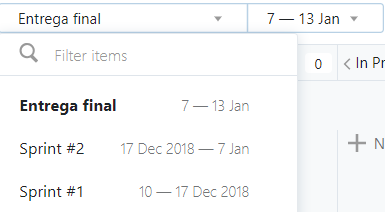 Entrega final 7 — 13 Jan
Filter items 0 In Pr
Entrega final 7 — 13 Jan
Sprint #2 17 Dec 2018 — 7 Jan N
Sprint #1 10 — 17 Dec 2018